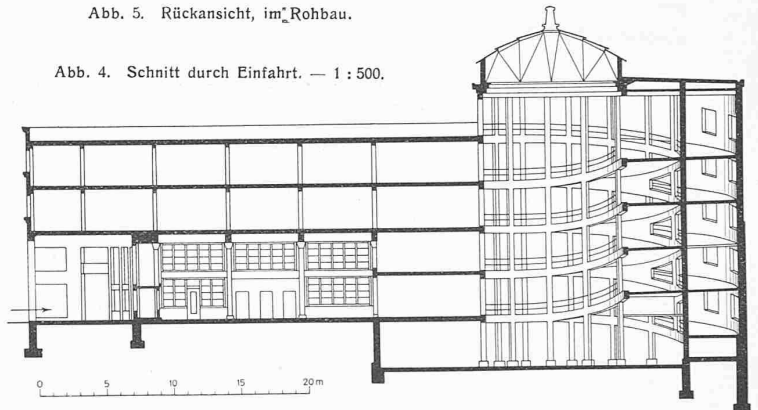 Abb. 5. Rückansicht, im Rohbau.
Abb. 4. Schnitt durch Einfahrt. — 1 : 500.
0 5 10 15 20 m